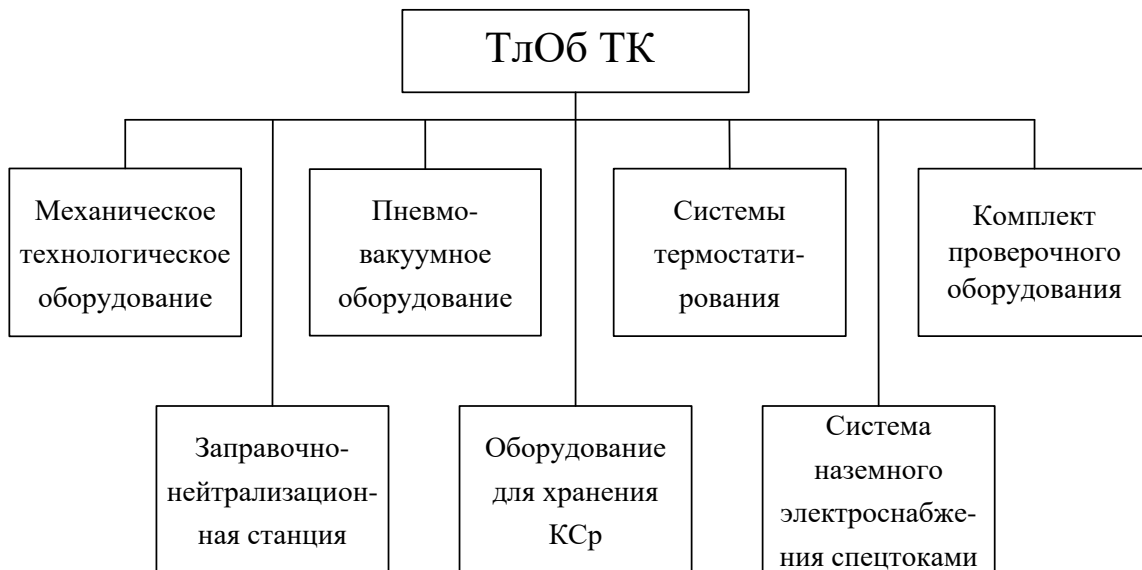 ТлОб ТК
Механическое
технологическое
оборудование
Пневмо-
вакуумное
оборудование
Системы
термостати-
рования
Комплект
проверочного
оборудования
Заправочно-
нейтрализацион-
ная станция
Оборудование
для хранения
КСр
Система
наземного
электроснабже-
ния спецтоками